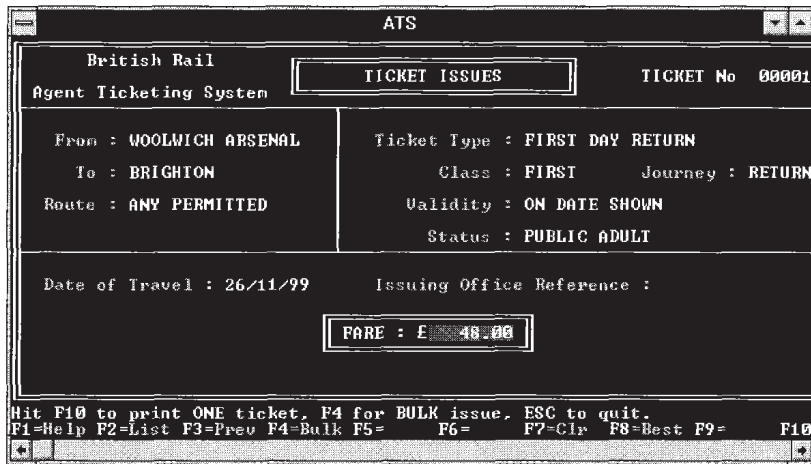 ATS
British Rail
Agent Ticketing System
TICKET ISSUES
TICKET No 00001
From : WOOLWICH ARSENAL
To : BRIGHTON
Route : ANY PERMITTED
Ticket Type : FIRST DAY RETURN
Class : FIRST Journey : RETURN
Validity : ON DATE SHOWN
Status : PUBLIC ADULT
Date of Travel : 26/11/99 Issuing Office Reference :
FARE : £ 48.00
Hit F10 to print ONE ticket, F4 for BULK issue, ESC to quit.
F1=Help F2=List F3=Prev F4=Bulk F5= F6= F7=Clr F8=Best F9= F10